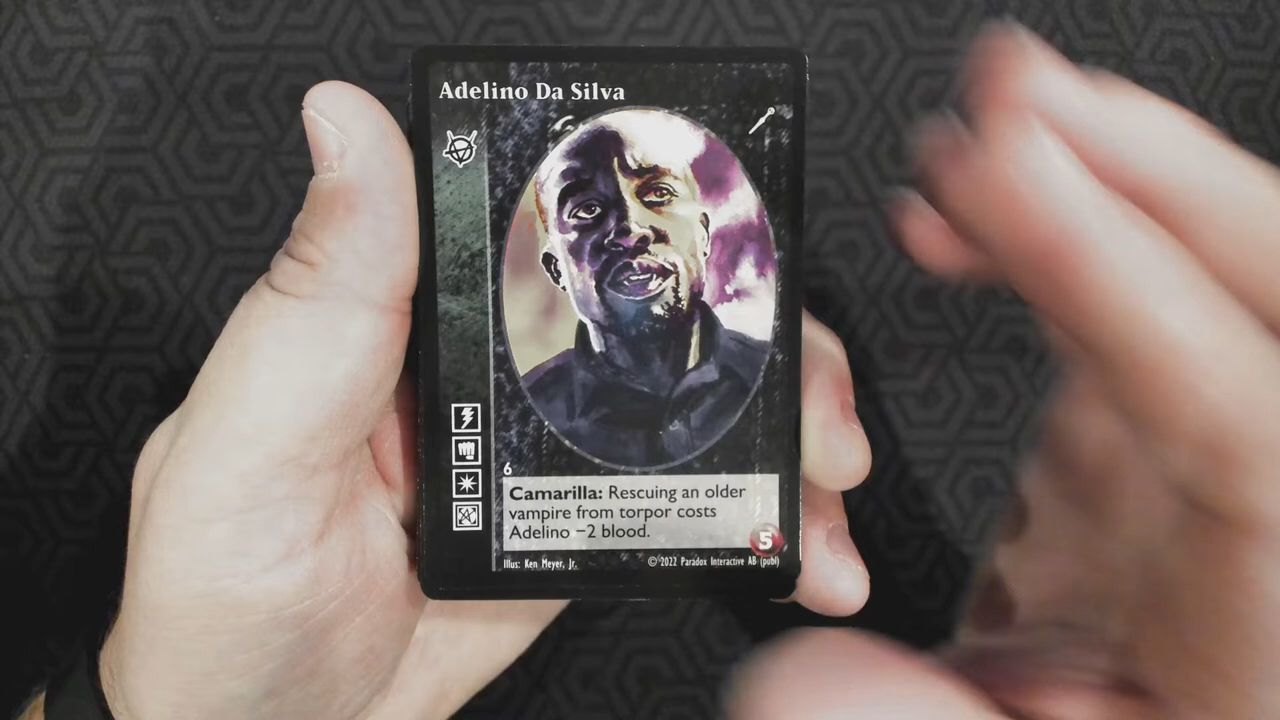 Adelino Da Silva
6
Camarilla: Rescuing an older
vampire from torpor costs
Adelino −2 blood.
5
Illus: Ken Meyer, Jr.
© 2022 Paradox Interactive AB (publ)